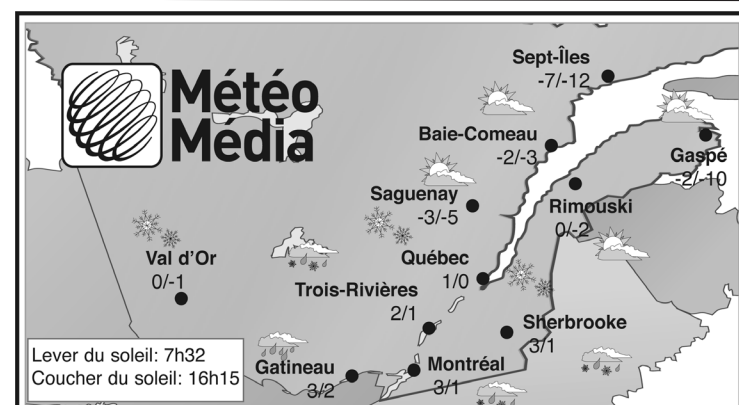 Météo
Média
Sept-Îles
-7/-12
Baie-Comeau
-2/-3
Gaspé
-2/-10
Saguenay
-3/-5
Rimouski
0/-2
Val d'Or
0/-1
Québec
1/0
Trois-Rivières
2/1
Sherbrooke
3/1
Lever du soleil: 7h32
Coucher du soleil: 16h15
Gatineau
3/2
Montréal
3/1